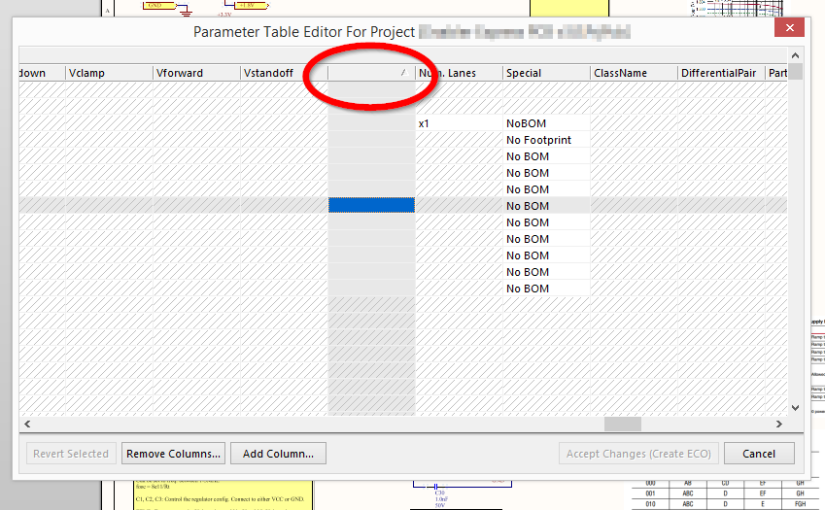 A
GND
+1.8V
+3.3V
Parameter Table Editor For Project
down Vclamp Vforward Vstandoff / Num. Lanes Special ClassName DifferentialPair Part
x1 NoBOM
No Footprint
No BOM
No BOM
No BOM
No BOM
No BOM
No BOM
No BOM
No BOM
No BOM
Revert Selected Remove Columns... Add Column... Accept Changes (Create ECO) Cancel
C1, C2, C3: Control the regulator config. Connect to either VCC or GND.
C30
1.0uF
50V
000 AB CD EF GH
001 ABC D EF GH
010 ABC D E FGH